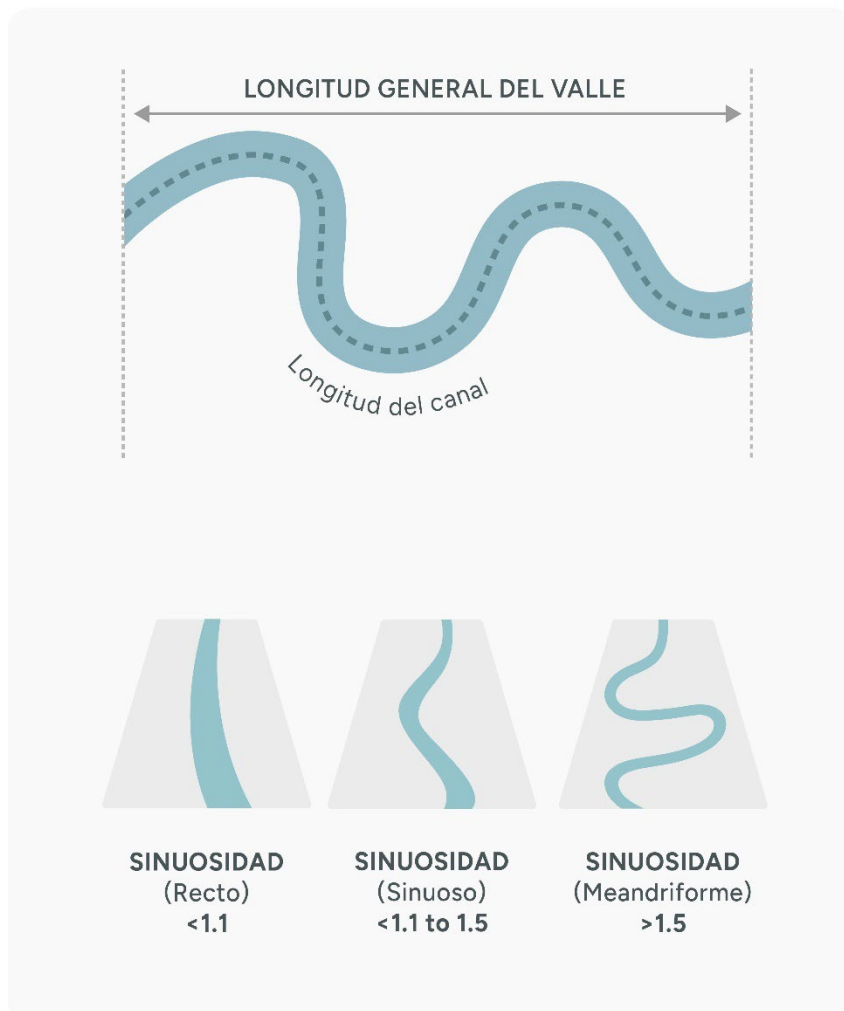 LONGITUD GENERAL DEL VALLE
Longitud del canal
SINUOSIDAD
(Recto)
<1.1
SINUOSIDAD
(Sinuoso)
<1.1 to 1.5
SINUOSIDAD
(Meandriforme)
>1.5